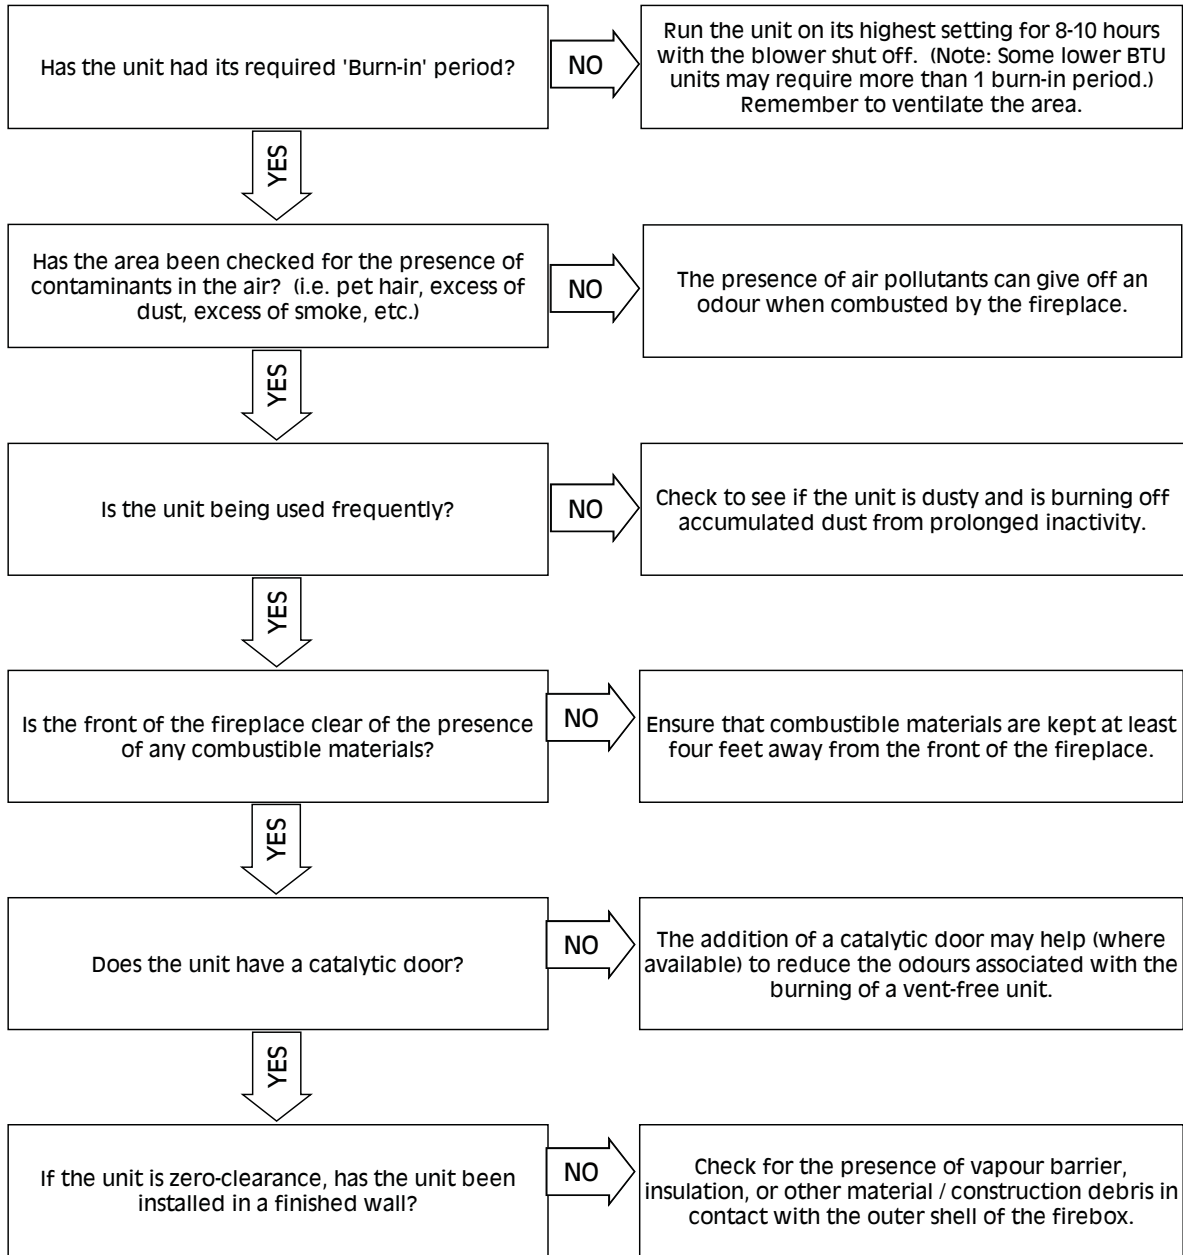 Has the unit had its required 'Burn-in' period?
NO
Run the unit on its highest setting for 8-10 hours
with the blower shut off.  (Note: Some lower BTU
units may require more than 1 burn-in period.)
Remember to ventilate the area.
YES
Has the area been checked for the presence of
contaminants in the air?  (i.e. pet hair, excess of
dust, excess of smoke, etc.)
NO
The presence of air pollutants can give off an
odour when combusted by the fireplace.
YES
Is the unit being used frequently?
NO
Check to see if the unit is dusty and is burning off
accumulated dust from prolonged inactivity.
YES
Is the front of the fireplace clear of the presence
of any combustible materials?
NO
Ensure that combustible materials are kept at least
four feet away from the front of the fireplace.
YES
Does the unit have a catalytic door?
NO
The addition of a catalytic door may help (where
available) to reduce the odours associated with the
burning of a vent-free unit.
YES
If the unit is zero-clearance, has the unit been
installed in a finished wall?
NO
Check for the presence of vapour barrier,
insulation, or other material / construction debris in
contact with the outer shell of the firebox.